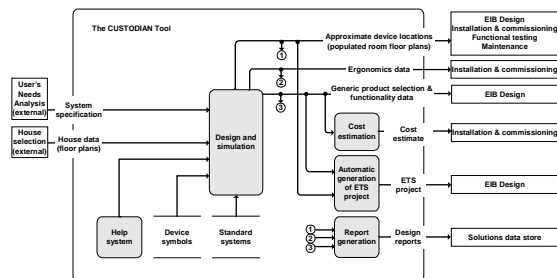 The CUSTODIAN Tool
Approximate device locations
(populated room floor plans)
EIB Design
Installation & commissioning
Functional testing
Maintenance
1
Ergonomics data
Installation & commissioning
2
Generic product selection &
functionality data
EIB Design
3
User's
Needs
Analysis
(external)
System
specification
House
selection
(external)
House data
(floor plans)
Design and
simulation
Cost
estimation
Cost
estimate
Installation & commissioning
Automatic
generation
of ETS
project
ETS
project
EIB Design
Help
system
Device
symbols
Standard
systems
1
2
3
Report
generation
Design
reports
Solutions data store